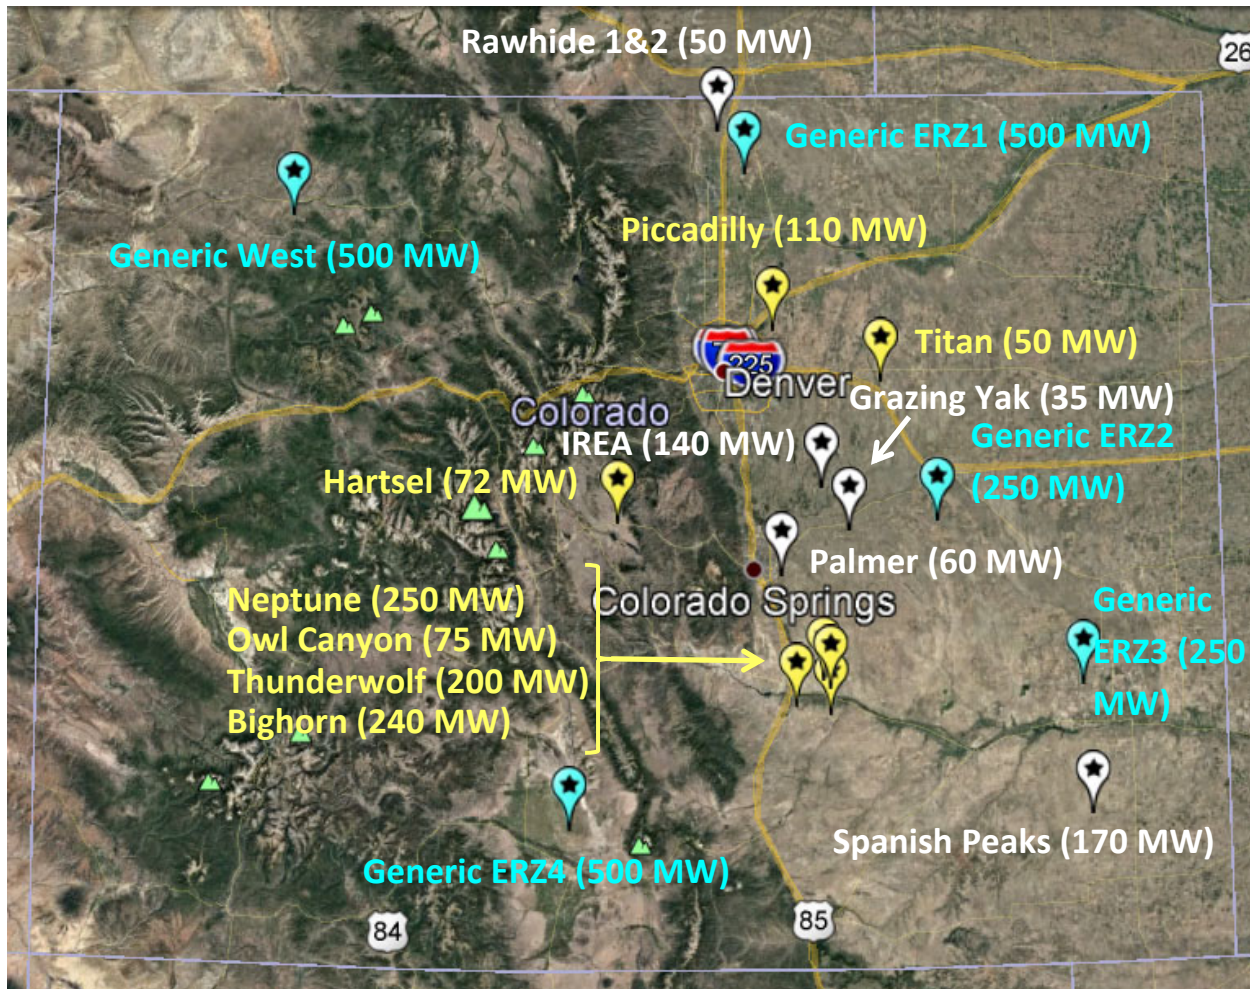 Rawhide 1&2 (50 MW)
26
Generic ERZ1 (500 MW)
Piccadilly (110 MW)
Generic West (500 MW)
Titan (50 MW)
225
Denver
Grazing Yak (35 MW)
Colorado
IREA (140 MW)
Generic ERZ2
(250 MW)
Hartsel (72 MW)
Palmer (60 MW)
Neptune (250 MW)
Owl Canyon (75 MW)
Thunderwolf (200 MW)
Bighorn (240 MW)
Colorado Springs
Generic
ERZ3 (250
MW)
Spanish Peaks (170 MW)
Generic ERZ4 (500 MW)
84
85